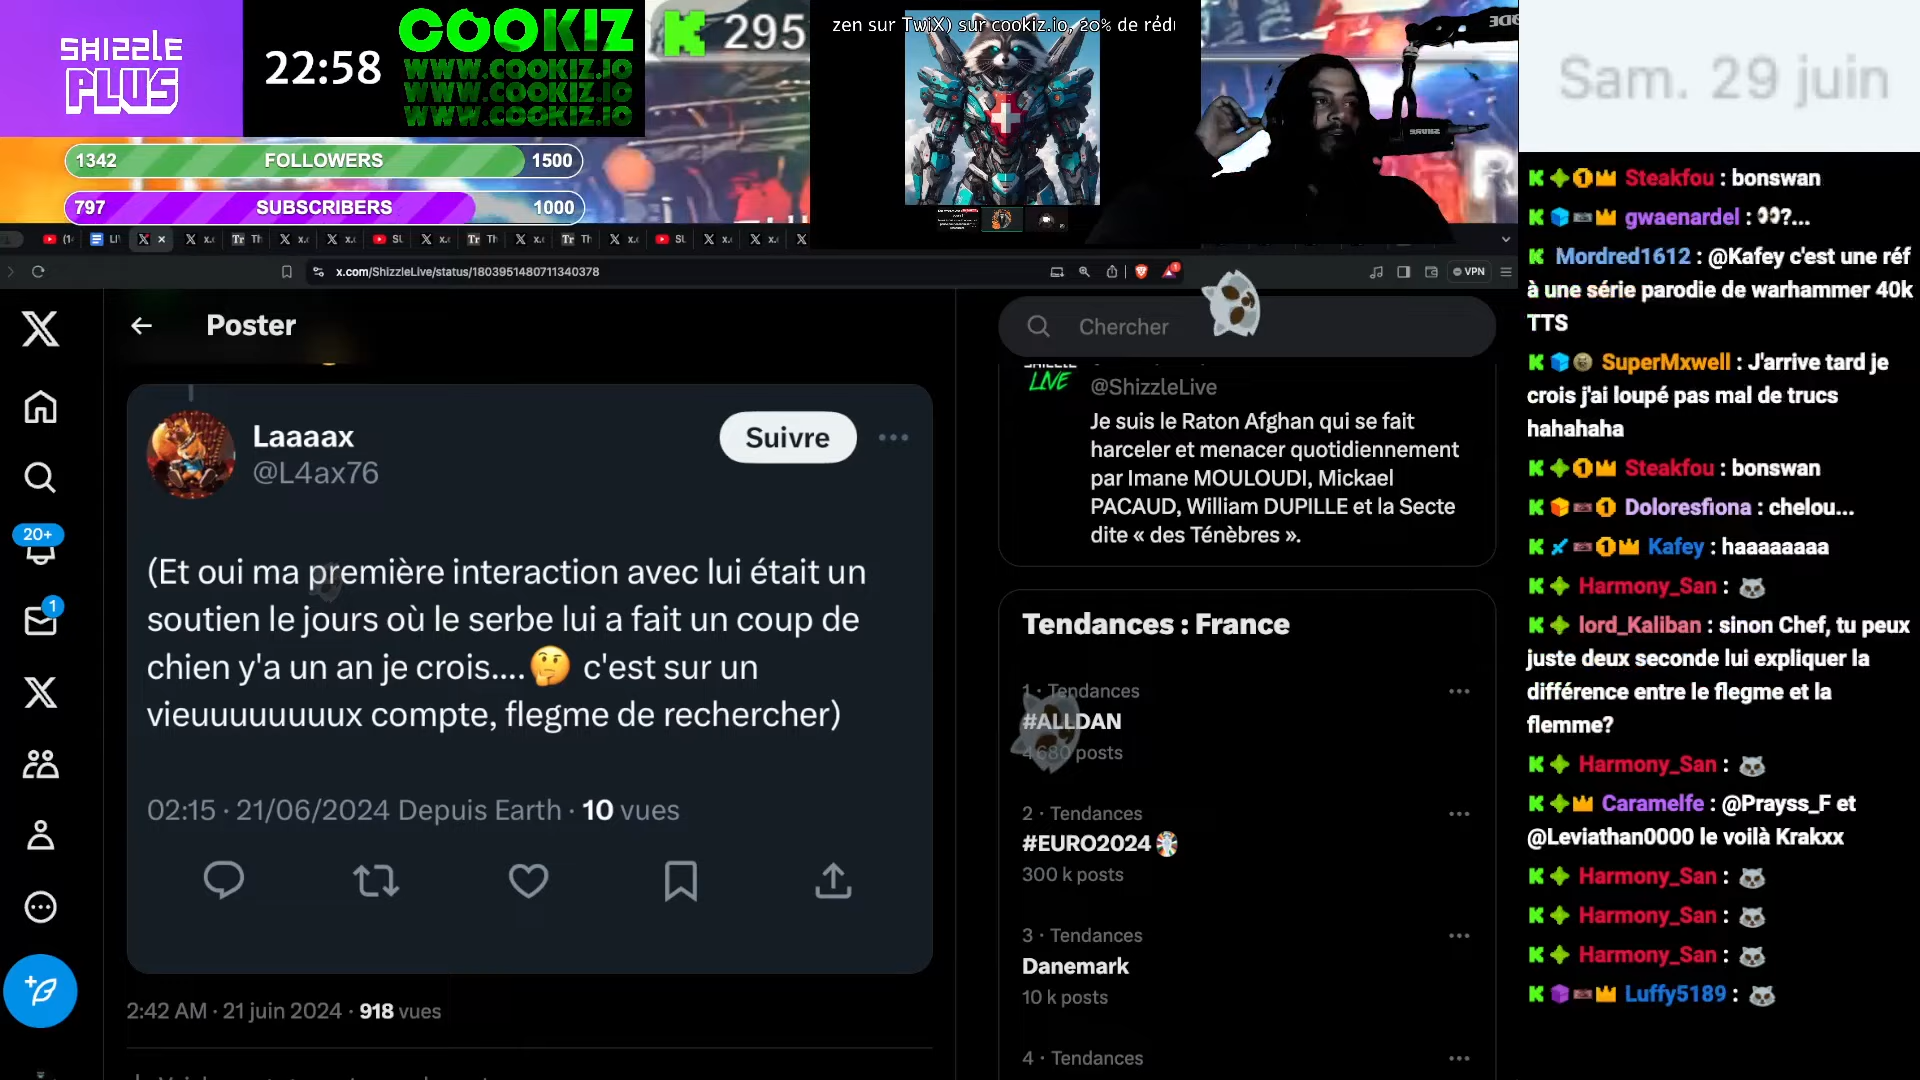 SHIZZLE
PLUS
22:58
COOKIZ
WWW.COOKIZ.IO
WWW.COOKIZ.IO
WWW.COOKIZ.IO
295
zen sur TwiX) sur cookiz.io, 20% de rédu
Sam. 29 juin
1342 FOLLOWERS 1500
797 SUBSCRIBERS 1000
x.com/ShizzleLive/status/1803951480711340378
VPN
Poster
Chercher
20+
1
Laaaax
@L4ax76
Suivre
(Et oui ma première interaction avec lui était un
soutien le jours où le serbe lui a fait un coup de
chien y'a un an je crois....🤔 c'est sur un
vieuuuuuuuux compte, flegme de rechercher)
02:15 · 21/06/2024 Depuis Earth · 10 vues
2:42 AM · 21 juin 2024 · 918 vues
LIVE
@ShizzleLive
Je suis le Raton Afghan qui se fait
harceler et menacer quotidiennement
par Imane MOULOUDI, Mickael
PACAUD, William DUPILLE et la Secte
dite « des Ténèbres ».
Tendances : France
1 · Tendances
#ALLDAN
4 680 posts
2 · Tendances
#EURO2024
300 k posts
3 · Tendances
Danemark
10 k posts
4 · Tendances
Steakfou : bonswan
gwaenardel : 👀?...
Mordred1612 : @Kafey c'est une réf
à une série parodie de warhammer 40k
TTS
SuperMxwell : J'arrive tard je
crois j'ai loupé pas mal de trucs
hahahaha
Steakfou : bonswan
Doloresfiona : chelou...
Kafey : haaaaaaaa
Harmony_San :
lord_Kaliban : sinon Chef, tu peux
juste deux seconde lui expliquer la
différence entre le flegme et la
flemme?
Harmony_San :
Caramelfe : @Prayss_F et
@Leviathan0000 le voilà Krakxx
Harmony_San :
Harmony_San :
Harmony_San :
Luffy5189 :